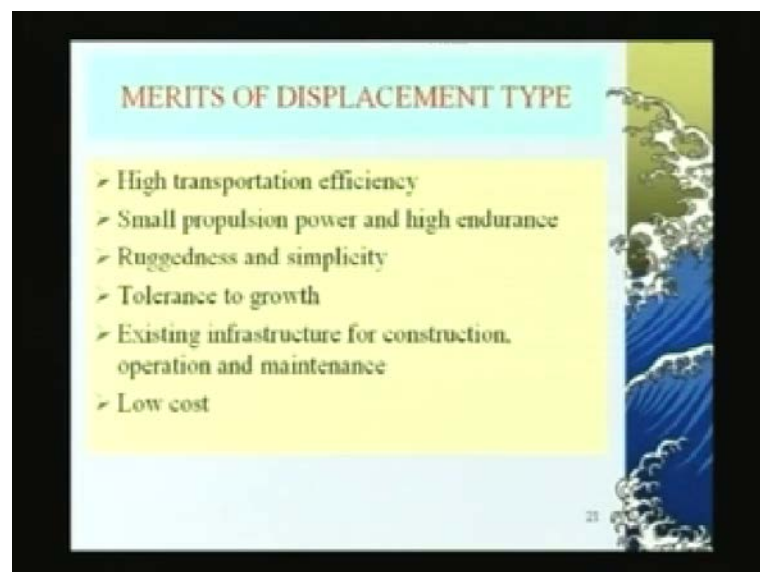 MERITS OF DISPLACEMENT TYPE
➢ High transportation efficiency
➢ Small propulsion power and high endurance
➢ Ruggedness and simplicity
➢ Tolerance to growth
➢ Existing infrastructure for construction,
operation and maintenance
➢ Low cost